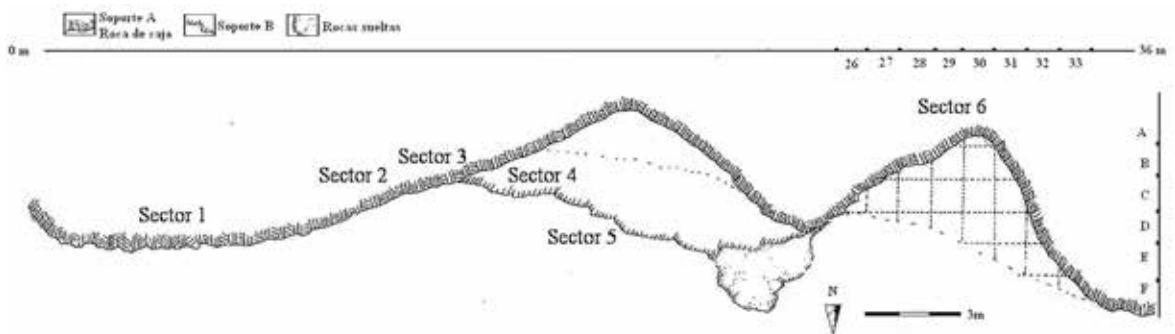 Soporte A
Roca de caja
Soporte B
Rocas sueltas
0 m
36 m
26 27 28 29 30 31 32 33
Sector 6
A
B
C
D
E
F
Sector 3
Sector 2
Sector 4
Sector 1
Sector 5
N
3m